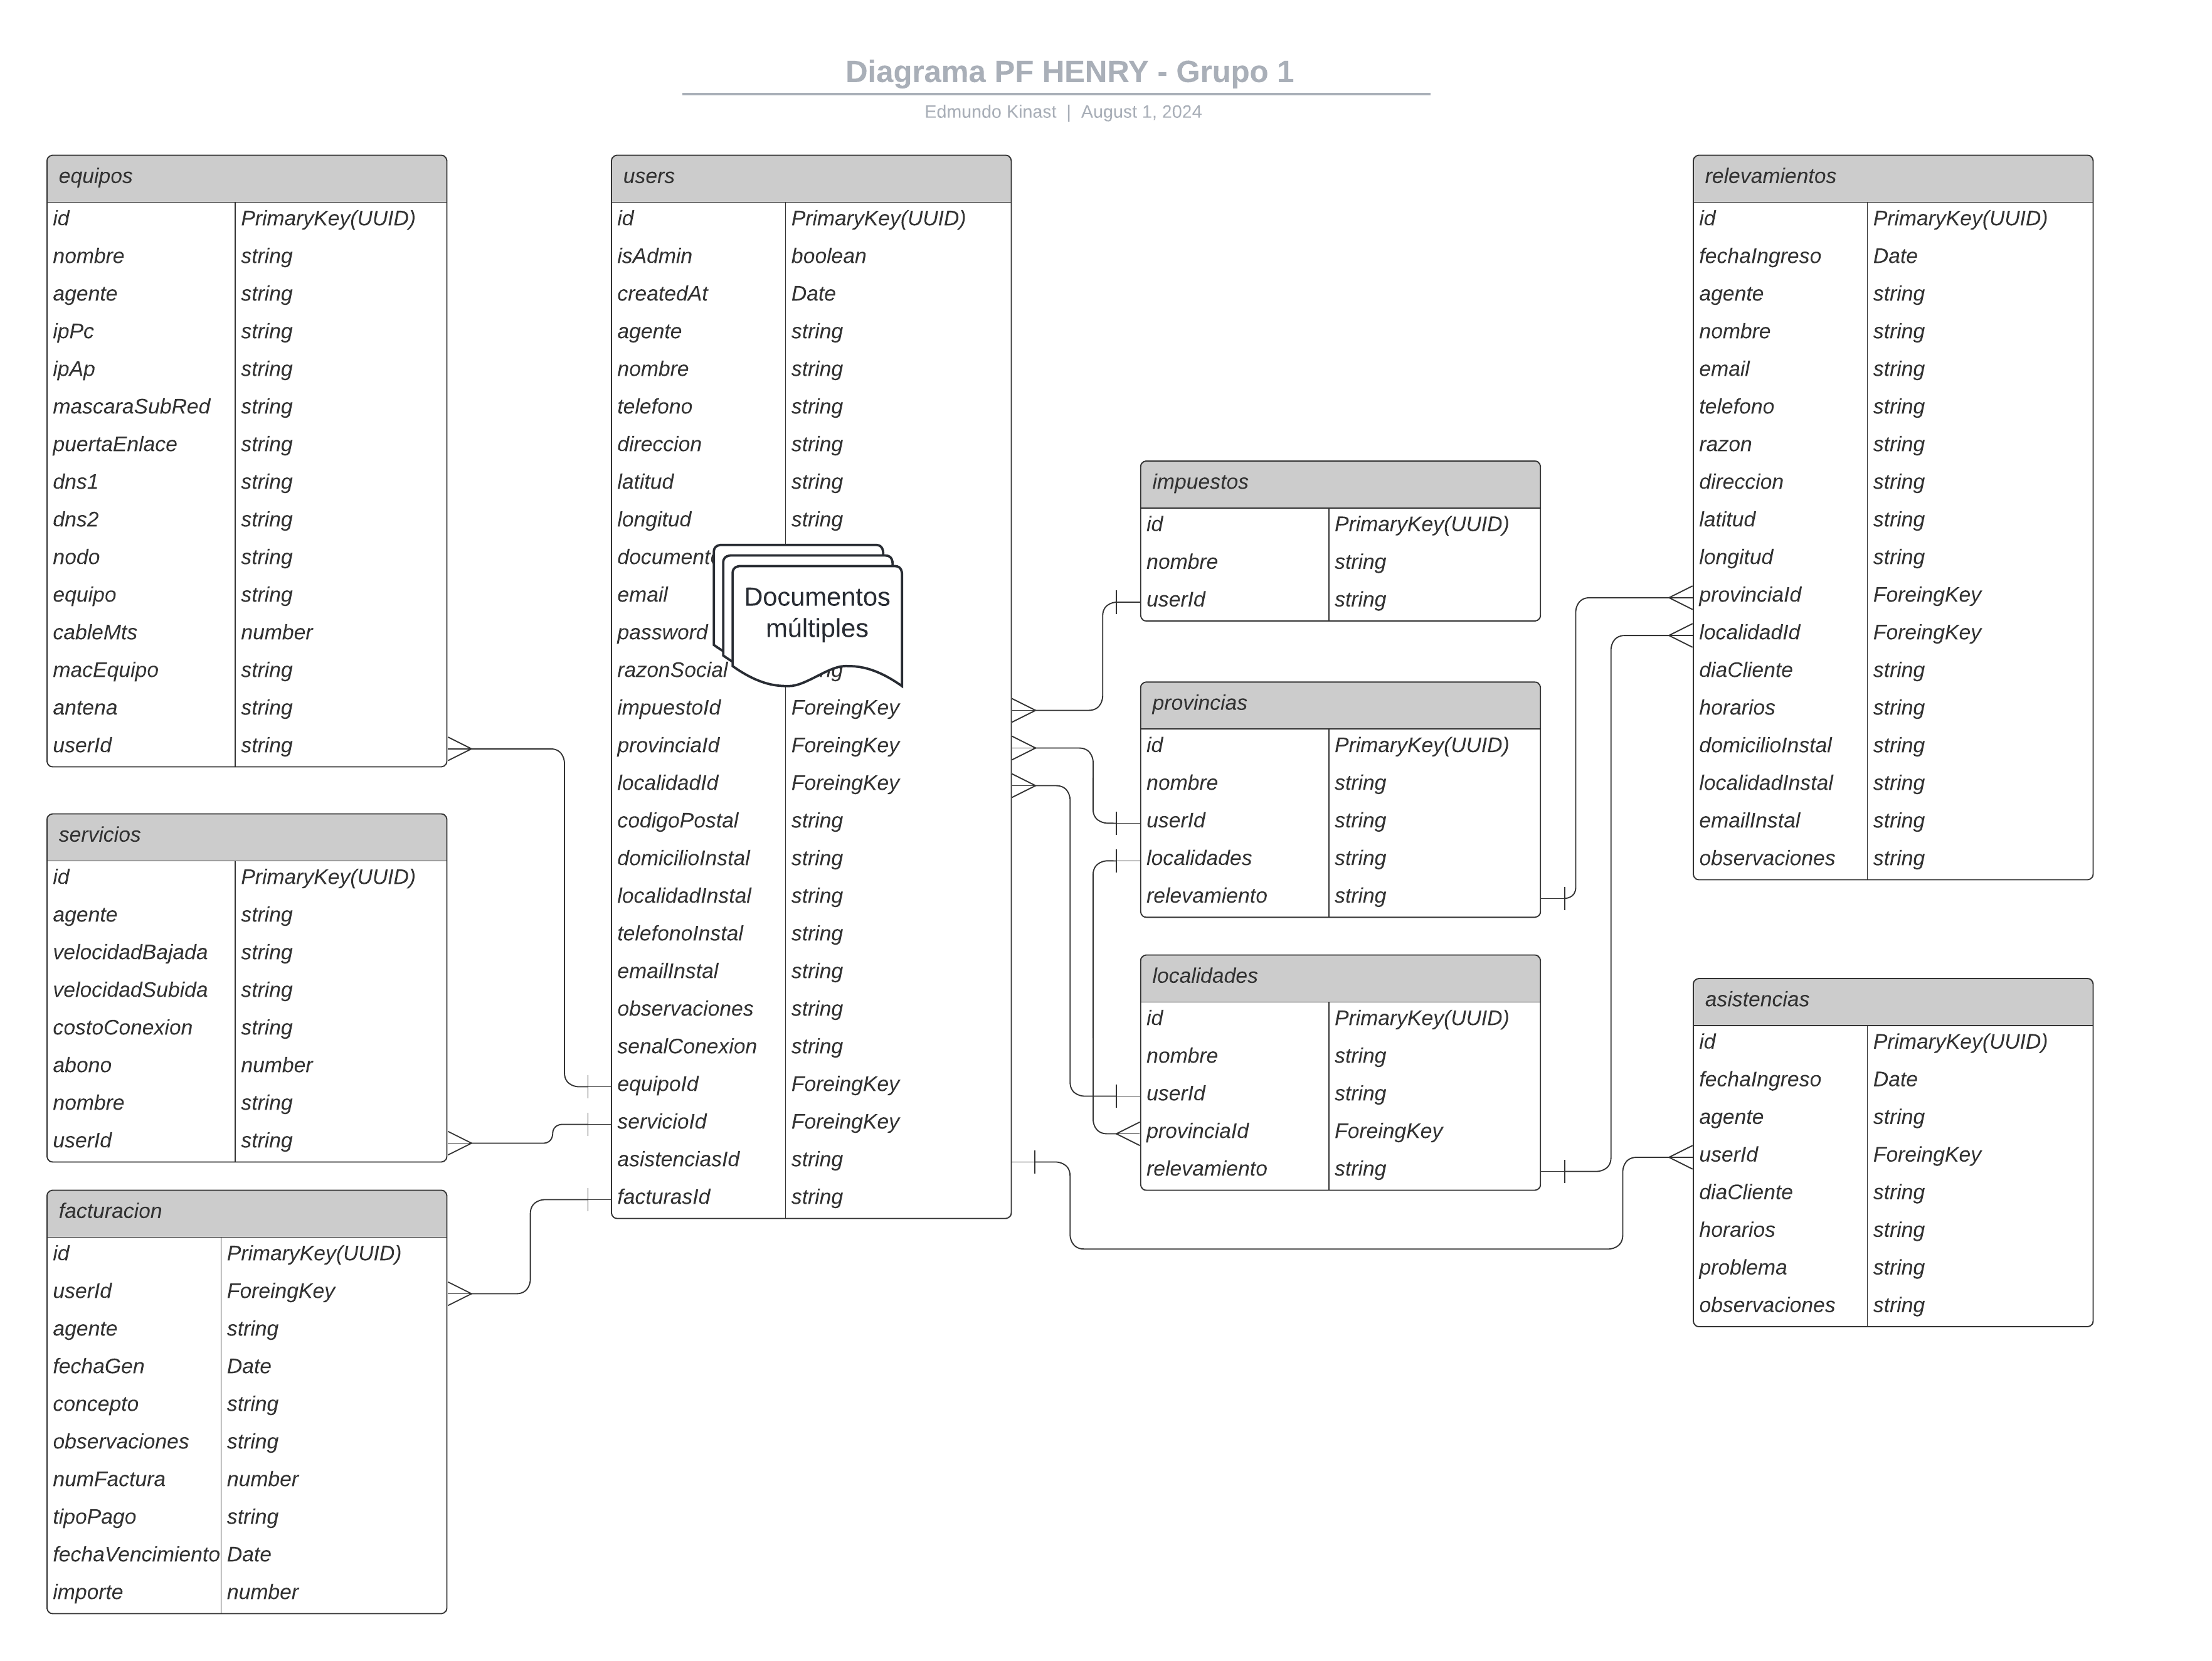 Diagrama PF HENRY - Grupo 1
Edmundo Kinast | August 1, 2024
equipos
id PrimaryKey(UUID)
nombre string
agente string
ipPc string
ipAp string
mascaraSubRed string
puertaEnlace string
dns1 string
dns2 string
nodo string
equipo string
cableMts number
macEquipo string
antena string
userId string
servicios
id PrimaryKey(UUID)
agente string
velocidadBajada string
velocidadSubida string
costoConexion string
abono number
nombre string
userId string
facturacion
id PrimaryKey(UUID)
userId ForeingKey
agente string
fechaGen Date
concepto string
observaciones string
numFactura number
tipoPago string
fechaVencimiento Date
importe number
users
id PrimaryKey(UUID)
isAdmin boolean
createdAt Date
agente string
nombre string
telefono string
direccion string
latitud string
longitud string
email
password
razonSocial
Documentos
múltiples
impuestoId ForeingKey
provinciaId ForeingKey
localidadId ForeingKey
codigoPostal string
domicilioInstal string
localidadInstal string
telefonoInstal string
emailInstal string
observaciones string
senalConexion string
equipoId ForeingKey
servicioId ForeingKey
asistenciasId string
facturasId string
impuestos
id PrimaryKey(UUID)
nombre string
userId string
provincias
id PrimaryKey(UUID)
nombre string
userId string
localidades string
relevamiento string
localidades
id PrimaryKey(UUID)
nombre string
userId string
provinciaId ForeingKey
relevamiento string
relevamientos
id PrimaryKey(UUID)
fechaIngreso Date
agente string
nombre string
email string
telefono string
razon string
direccion string
latitud string
longitud string
provinciaId ForeingKey
localidadId ForeingKey
diaCliente string
horarios string
domicilioInstal string
localidadInstal string
emailInstal string
observaciones string
asistencias
id PrimaryKey(UUID)
fechaIngreso Date
agente string
userId ForeingKey
diaCliente string
horarios string
problema string
observaciones string